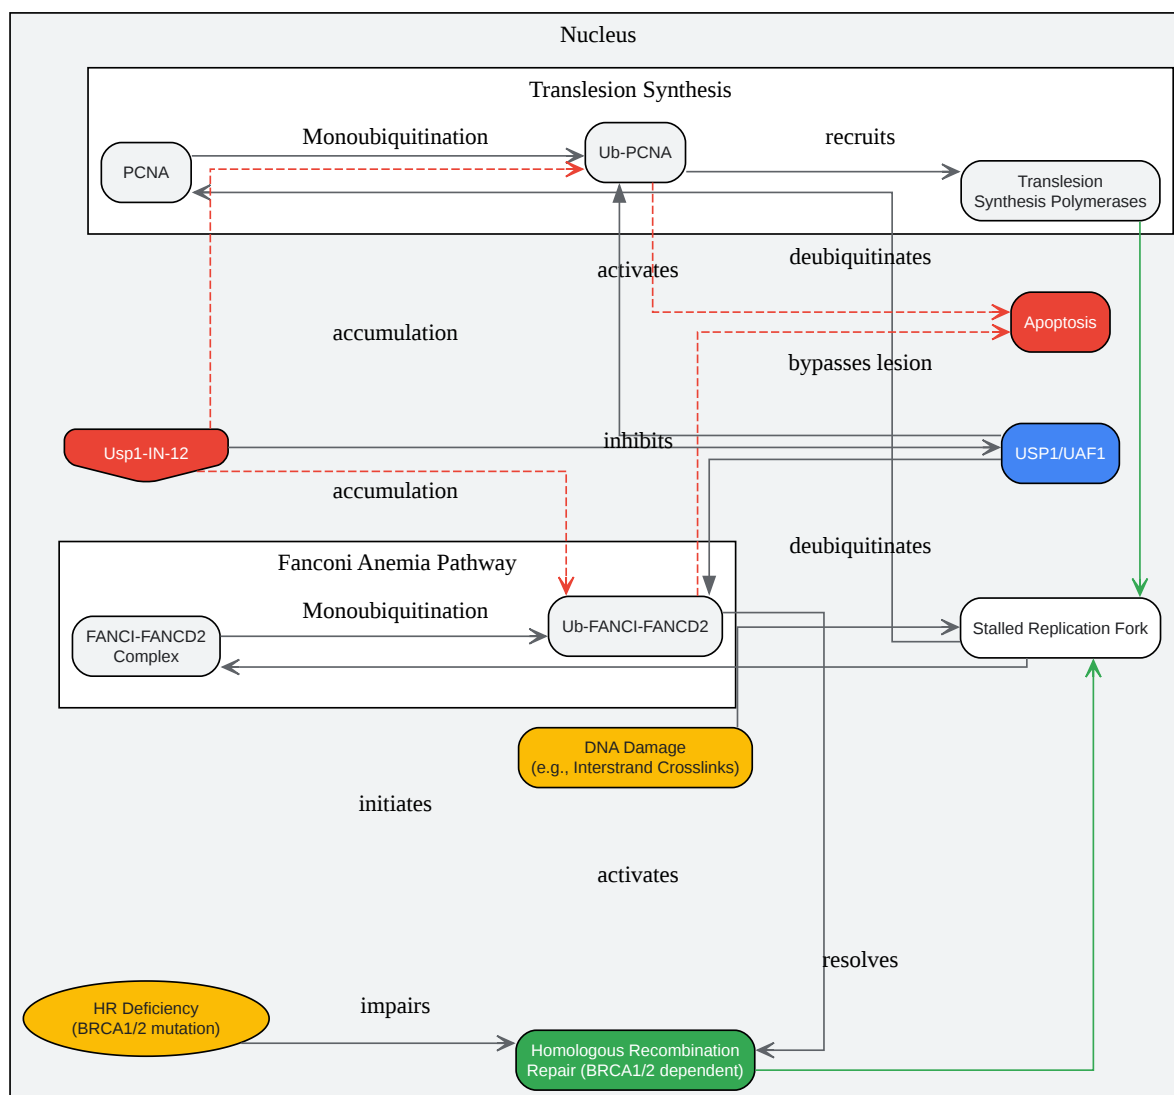 Nucleus
Translesion Synthesis
Monoubiquitination
recruits
PCNA
Ub-PCNA
Translesion
Synthesis Polymerases
activates
deubiquitinates
accumulation
Apoptosis
bypasses lesion
Usp1-IN-12
inhibits
USP1/UAF1
accumulation
deubiquitinates
Fanconi Anemia Pathway
Monoubiquitination
FANCI-FANCD2
Complex
Ub-FANCI-FANCD2
Stalled Replication Fork
DNA Damage
(e.g., Interstrand Crosslinks)
initiates
activates
resolves
HR Deficiency
(BRCA1/2 mutation)
impairs
Homologous Recombination
Repair (BRCA1/2 dependent)